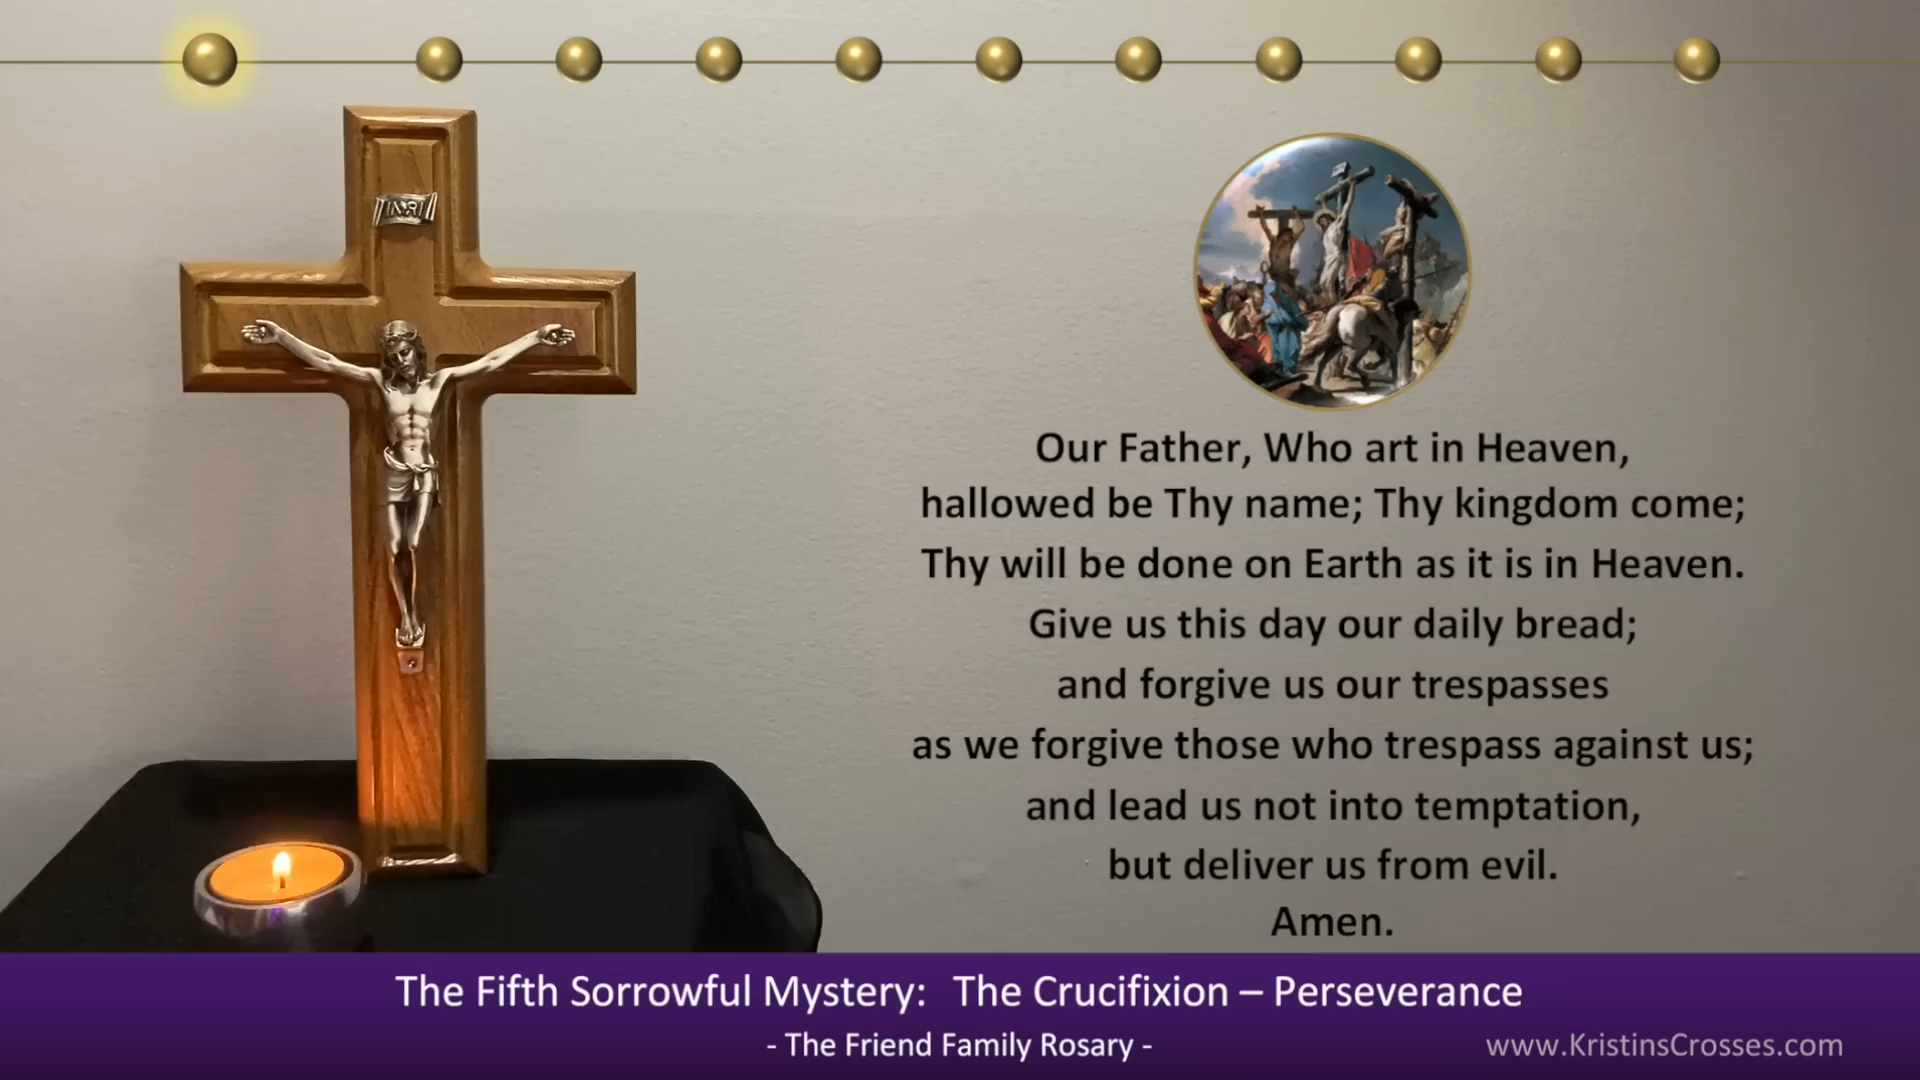 INRI
Our Father, Who art in Heaven,
hallowed be Thy name; Thy kingdom come;
Thy will be done on Earth as it is in Heaven.
Give us this day our daily bread;
and forgive us our trespasses
as we forgive those who trespass against us;
and lead us not into temptation,
but deliver us from evil.
Amen.
The Fifth Sorrowful Mystery: The Crucifixion – Perseverance
- The Friend Family Rosary -
www.KristinsCrosses.com